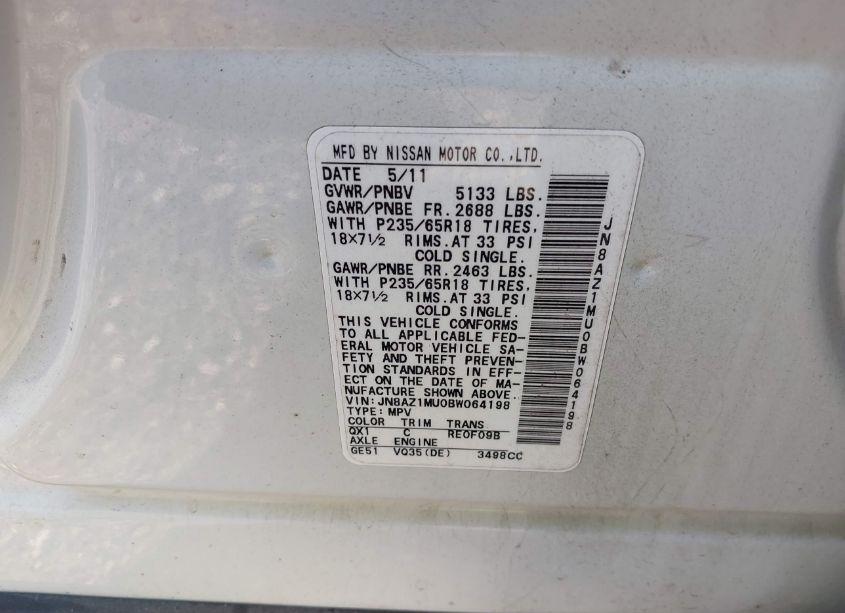 MFD BY NISSAN MOTOR CO.,LTD.
DATE 5/11
GVWR/PNBV 5133 LBS.
GAWR/PNBE FR. 2688 LBS.
WITH P235/65R18 TIRES,
18×7½ RIMS. AT 33 PSI
COLD SINGLE.
GAWR/PNBE RR. 2463 LBS.
WITH P235/65R18 TIRES,
18×7½ RIMS. AT 33 PSI
COLD SINGLE.
THIS VEHICLE CONFORMS
TO ALL APPLICABLE FED-
ERAL MOTOR VEHICLE SA-
FETY AND THEFT PREVEN-
TION STANDARDS IN EFF-
ECT ON THE DATE OF MA-
NUFACTURE SHOWN ABOVE.
VIN: JN8AZ1MU0BW064198
TYPE: MPV
COLOR TRIM TRANS
QX1 C RE0F09B
AXLE ENGINE
GE51 VQ35(DE) 3498CC
JN8AZ1MU0BW064198